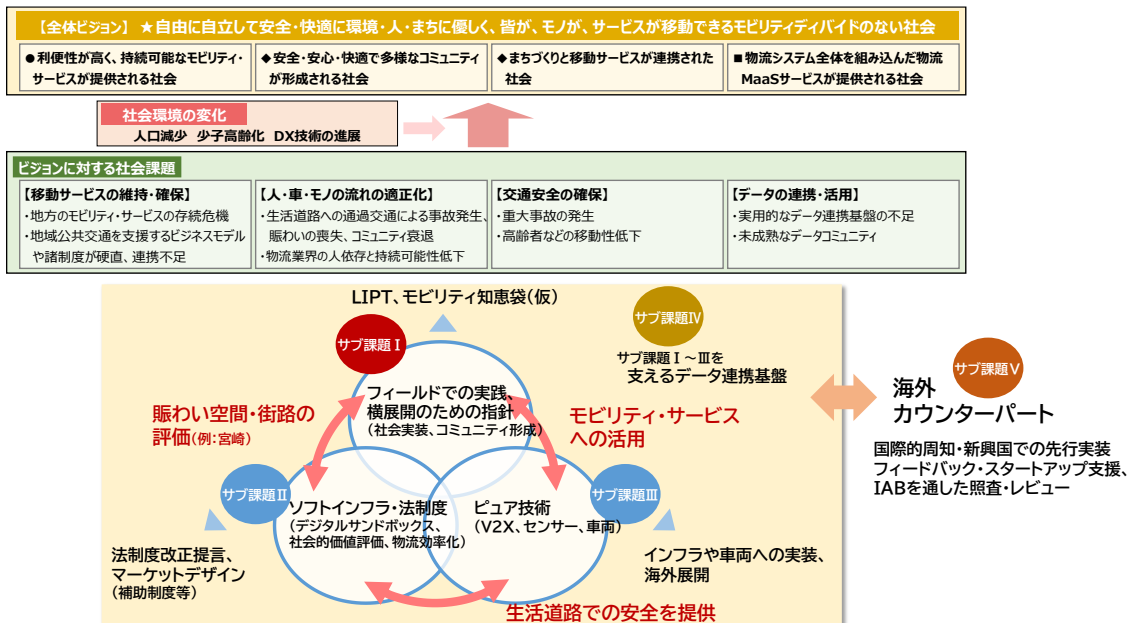 【全体ビジョン】 ★自由に自立して安全・快適に環境・人・まちに優しく、皆が、モノが、サービスが移動できるモビリティディバイドのない社会
●利便性が高く、持続可能なモビリティ・
サービスが提供される社会
◆安全・安心・快適で多様なコミュニティ
が形成される社会
◆まちづくりと移動サービスが連携された
社会
■物流システム全体を組み込んだ物流
MaaSサービスが提供される社会
社会環境の変化
人口減少 少子高齢化 DX技術の進展
ビジョンに対する社会課題
【移動サービスの維持・確保】
・地方のモビリティ・サービスの存続危機
・地域公共交通を支援するビジネスモデル
や諸制度が硬直、連携不足
【人・車・モノの流れの適正化】
・生活道路への通過交通による事故発生、
賑わいの喪失、コミュニティ衰退
・物流業界の人依存と持続可能性低下
【交通安全の確保】
・重大事故の発生
・高齢者などの移動性低下
【データの連携・活用】
・実用的なデータ連携基盤の不足
・未成熟なデータコミュニティ
LIPT、モビリティ知恵袋(仮)
サブ課題Ⅰ
サブ課題Ⅳ
サブ課題Ⅰ～Ⅲを
支えるデータ連携基盤
フィールドでの実践、
横展開のための指針
(社会実装、コミュニティ形成)
賑わい空間・街路の
評価(例:宮崎)
モビリティ・サービス
への活用
サブ課題Ⅱ
ソフトインフラ・法制度
(デジタルサンドボックス、
社会的価値評価、物流効率化)
ピュア技術
(V2X、センサー、車両)
サブ課題Ⅲ
法制度改正提言、
マーケットデザイン
(補助制度等)
インフラや車両への実装、
海外展開
生活道路での安全を提供
サブ課題Ⅴ
海外
カウンターパート
国際的周知・新興国での先行実装
フィードバック・スタートアップ支援、
IABを通した照査・レビュー